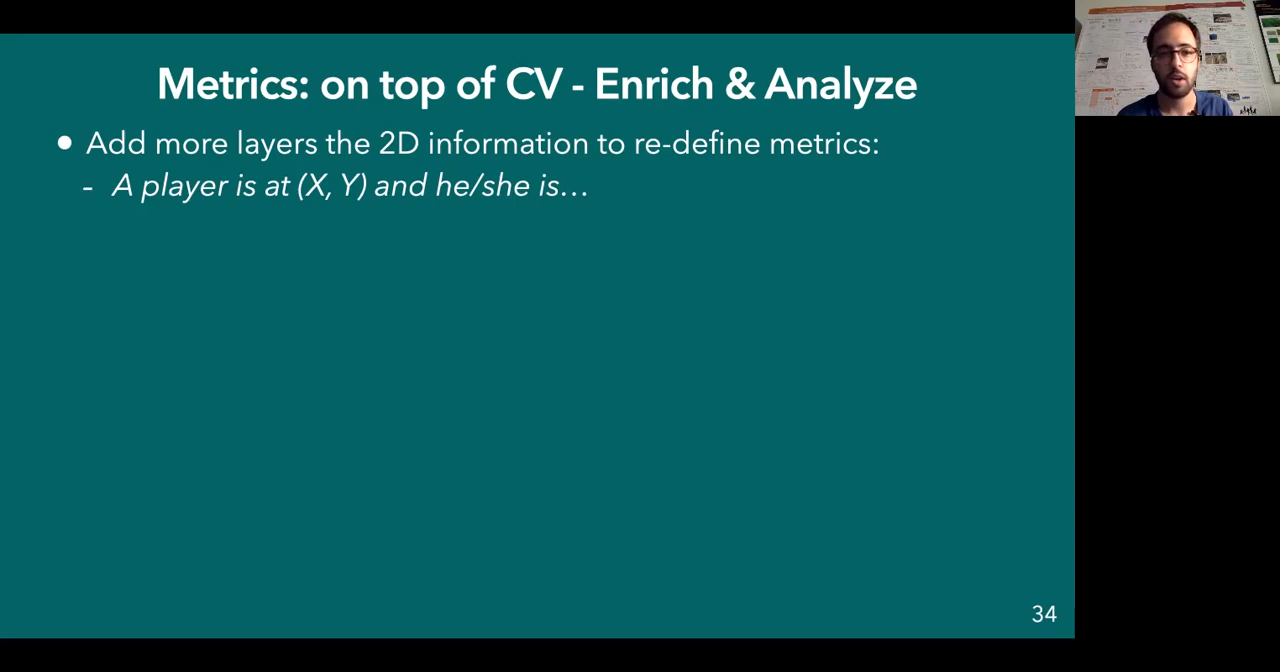 Metrics: on top of CV - Enrich & Analyze
● Add more layers the 2D information to re-define metrics:
- A player is at (X, Y) and he/she is…
34